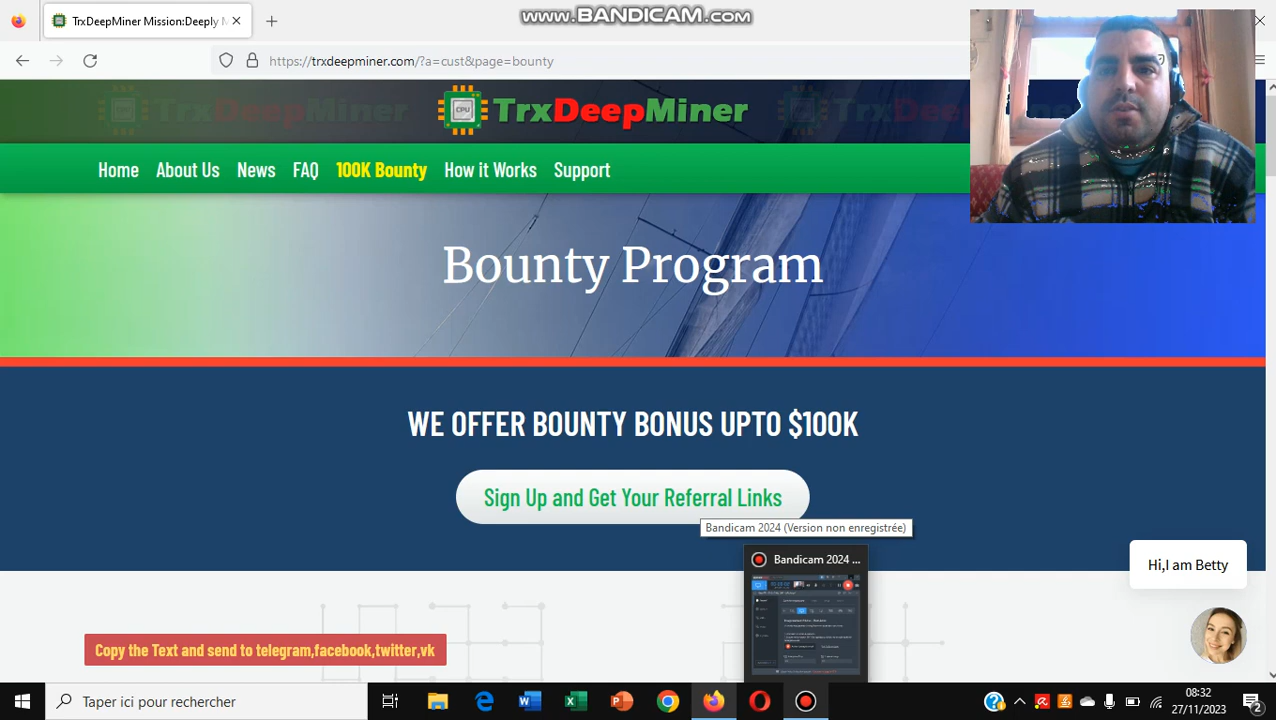 www.BANDICAM.com
TrxDeepMiner Mission:Deeply M
https://trxdeepminer.com/?a=cust&page=bounty
TrxDeepMiner
TrxDeepMiner
Home About Us News FAQ 100K Bounty How it Works Support
Bounty Program
WE OFFER BOUNTY BONUS UPTO $100K
Sign Up and Get Your Referral Links
Bandicam 2024 (Version non enregistrée)
Bandicam 2024 ...
Hi,I am Betty
Copy the Text and send to telegram,facebook,twitter,vk
Taper ici pour rechercher
08:32
27/11/2023
2